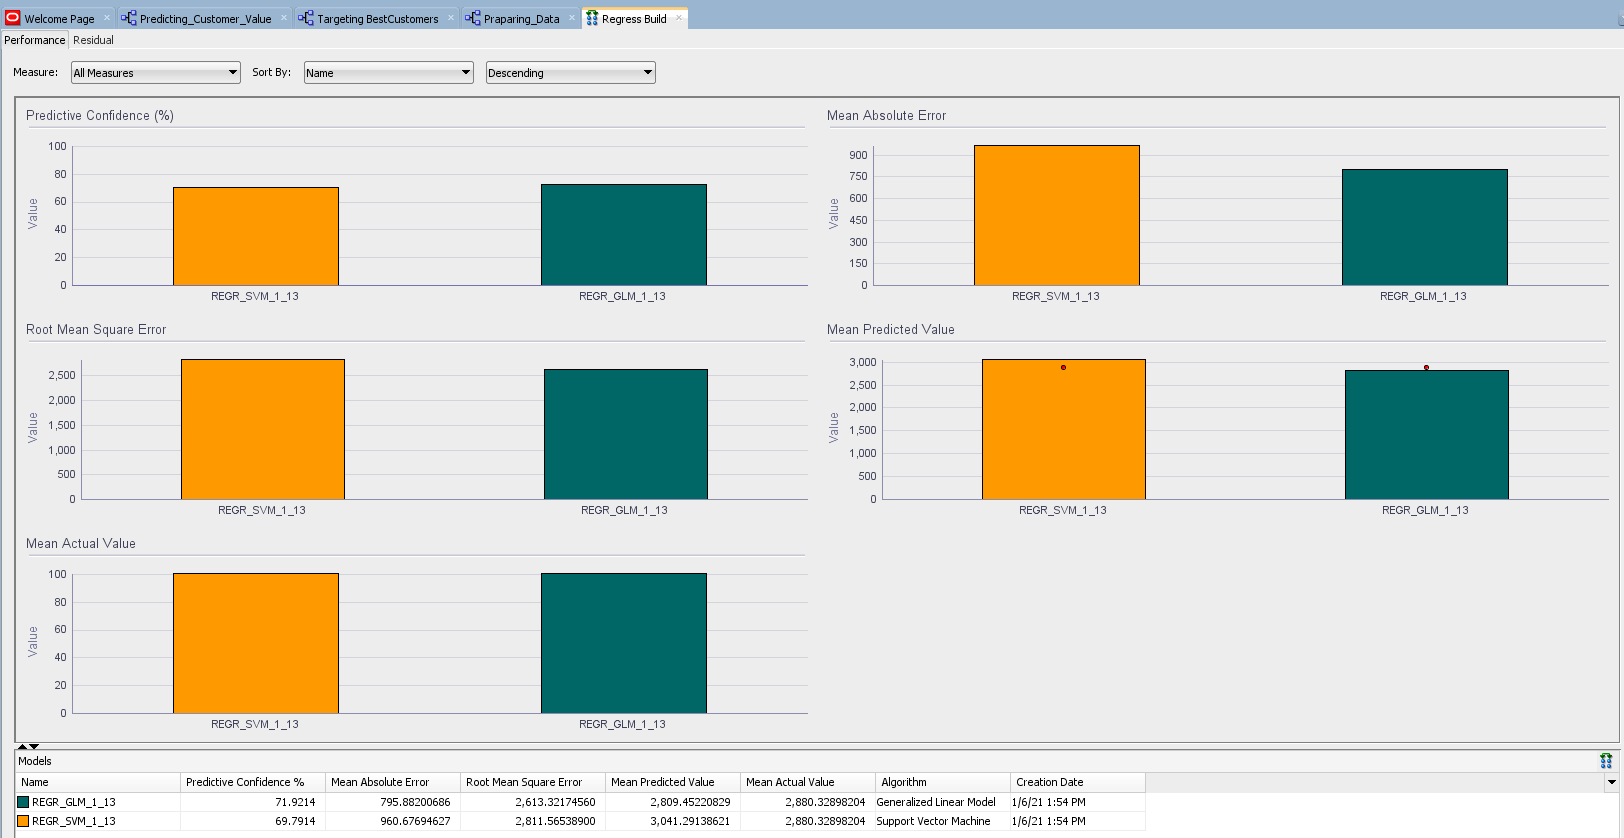 Welcome Page Predicting_Customer_Value Targeting BestCustomers Praparing_Data Regress Build
Performance Residual
Measure: All Measures Sort By: Name Descending
Predictive Confidence (%)
100
80
60
40
20
0
Value
REGR_SVM_1_13 REGR_GLM_1_13
Mean Absolute Error
900
750
600
450
300
150
0
Value
REGR_SVM_1_13 REGR_GLM_1_13
Root Mean Square Error
2,500
2,000
1,500
1,000
500
0
Value
REGR_SVM_1_13 REGR_GLM_1_13
Mean Predicted Value
3,000
2,500
2,000
1,500
1,000
500
0
Value
REGR_SVM_1_13 REGR_GLM_1_13
Mean Actual Value
100
80
60
40
20
0
Value
REGR_SVM_1_13 REGR_GLM_1_13
Models
Name Predictive Confidence % Mean Absolute Error Root Mean Square Error Mean Predicted Value Mean Actual Value Algorithm Creation Date
REGR_GLM_1_13 71.9214 795.88200686 2,613.32174560 2,809.45220829 2,880.32898204 Generalized Linear Model 1/6/21 1:54 PM
REGR_SVM_1_13 69.7914 960.67694627 2,811.56538900 3,041.29138621 2,880.32898204 Support Vector Machine 1/6/21 1:54 PM